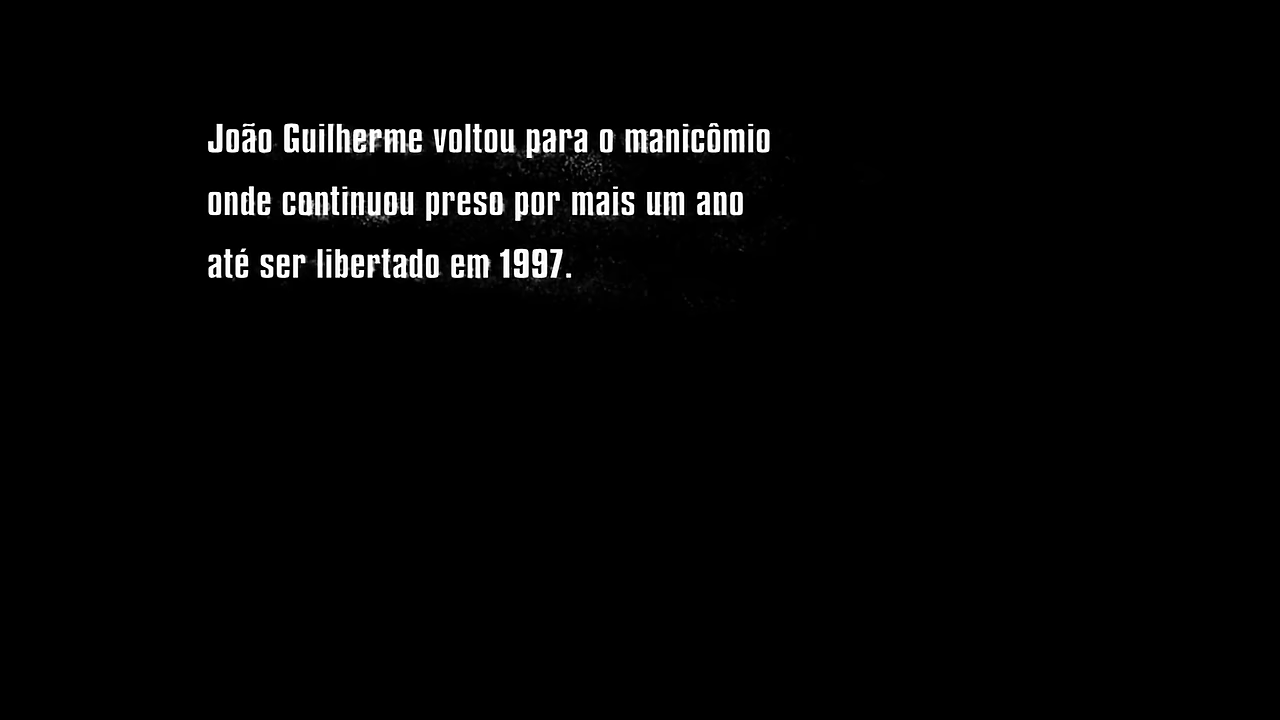 João Guilherme voltou para o manicômio
onde continuou preso por mais um ano
até ser libertado em 1997.